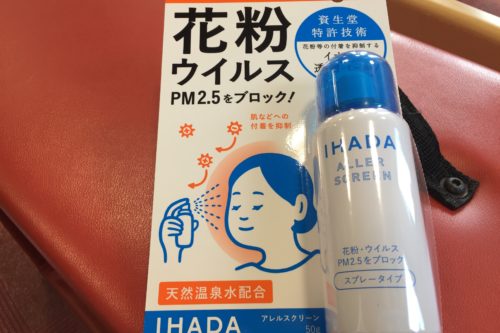 花粉
ウイルス
PM2.5をブロック!
資生堂
特許技術
花粉等の付着を抑制する
肌などへの
付着を抑制
天然温泉水配合
IHADA
アレルスクリーン
50g
IHADA
ALLER
SCREEN
花粉・ウイルス
PM2.5をブロック
スプレータイプ